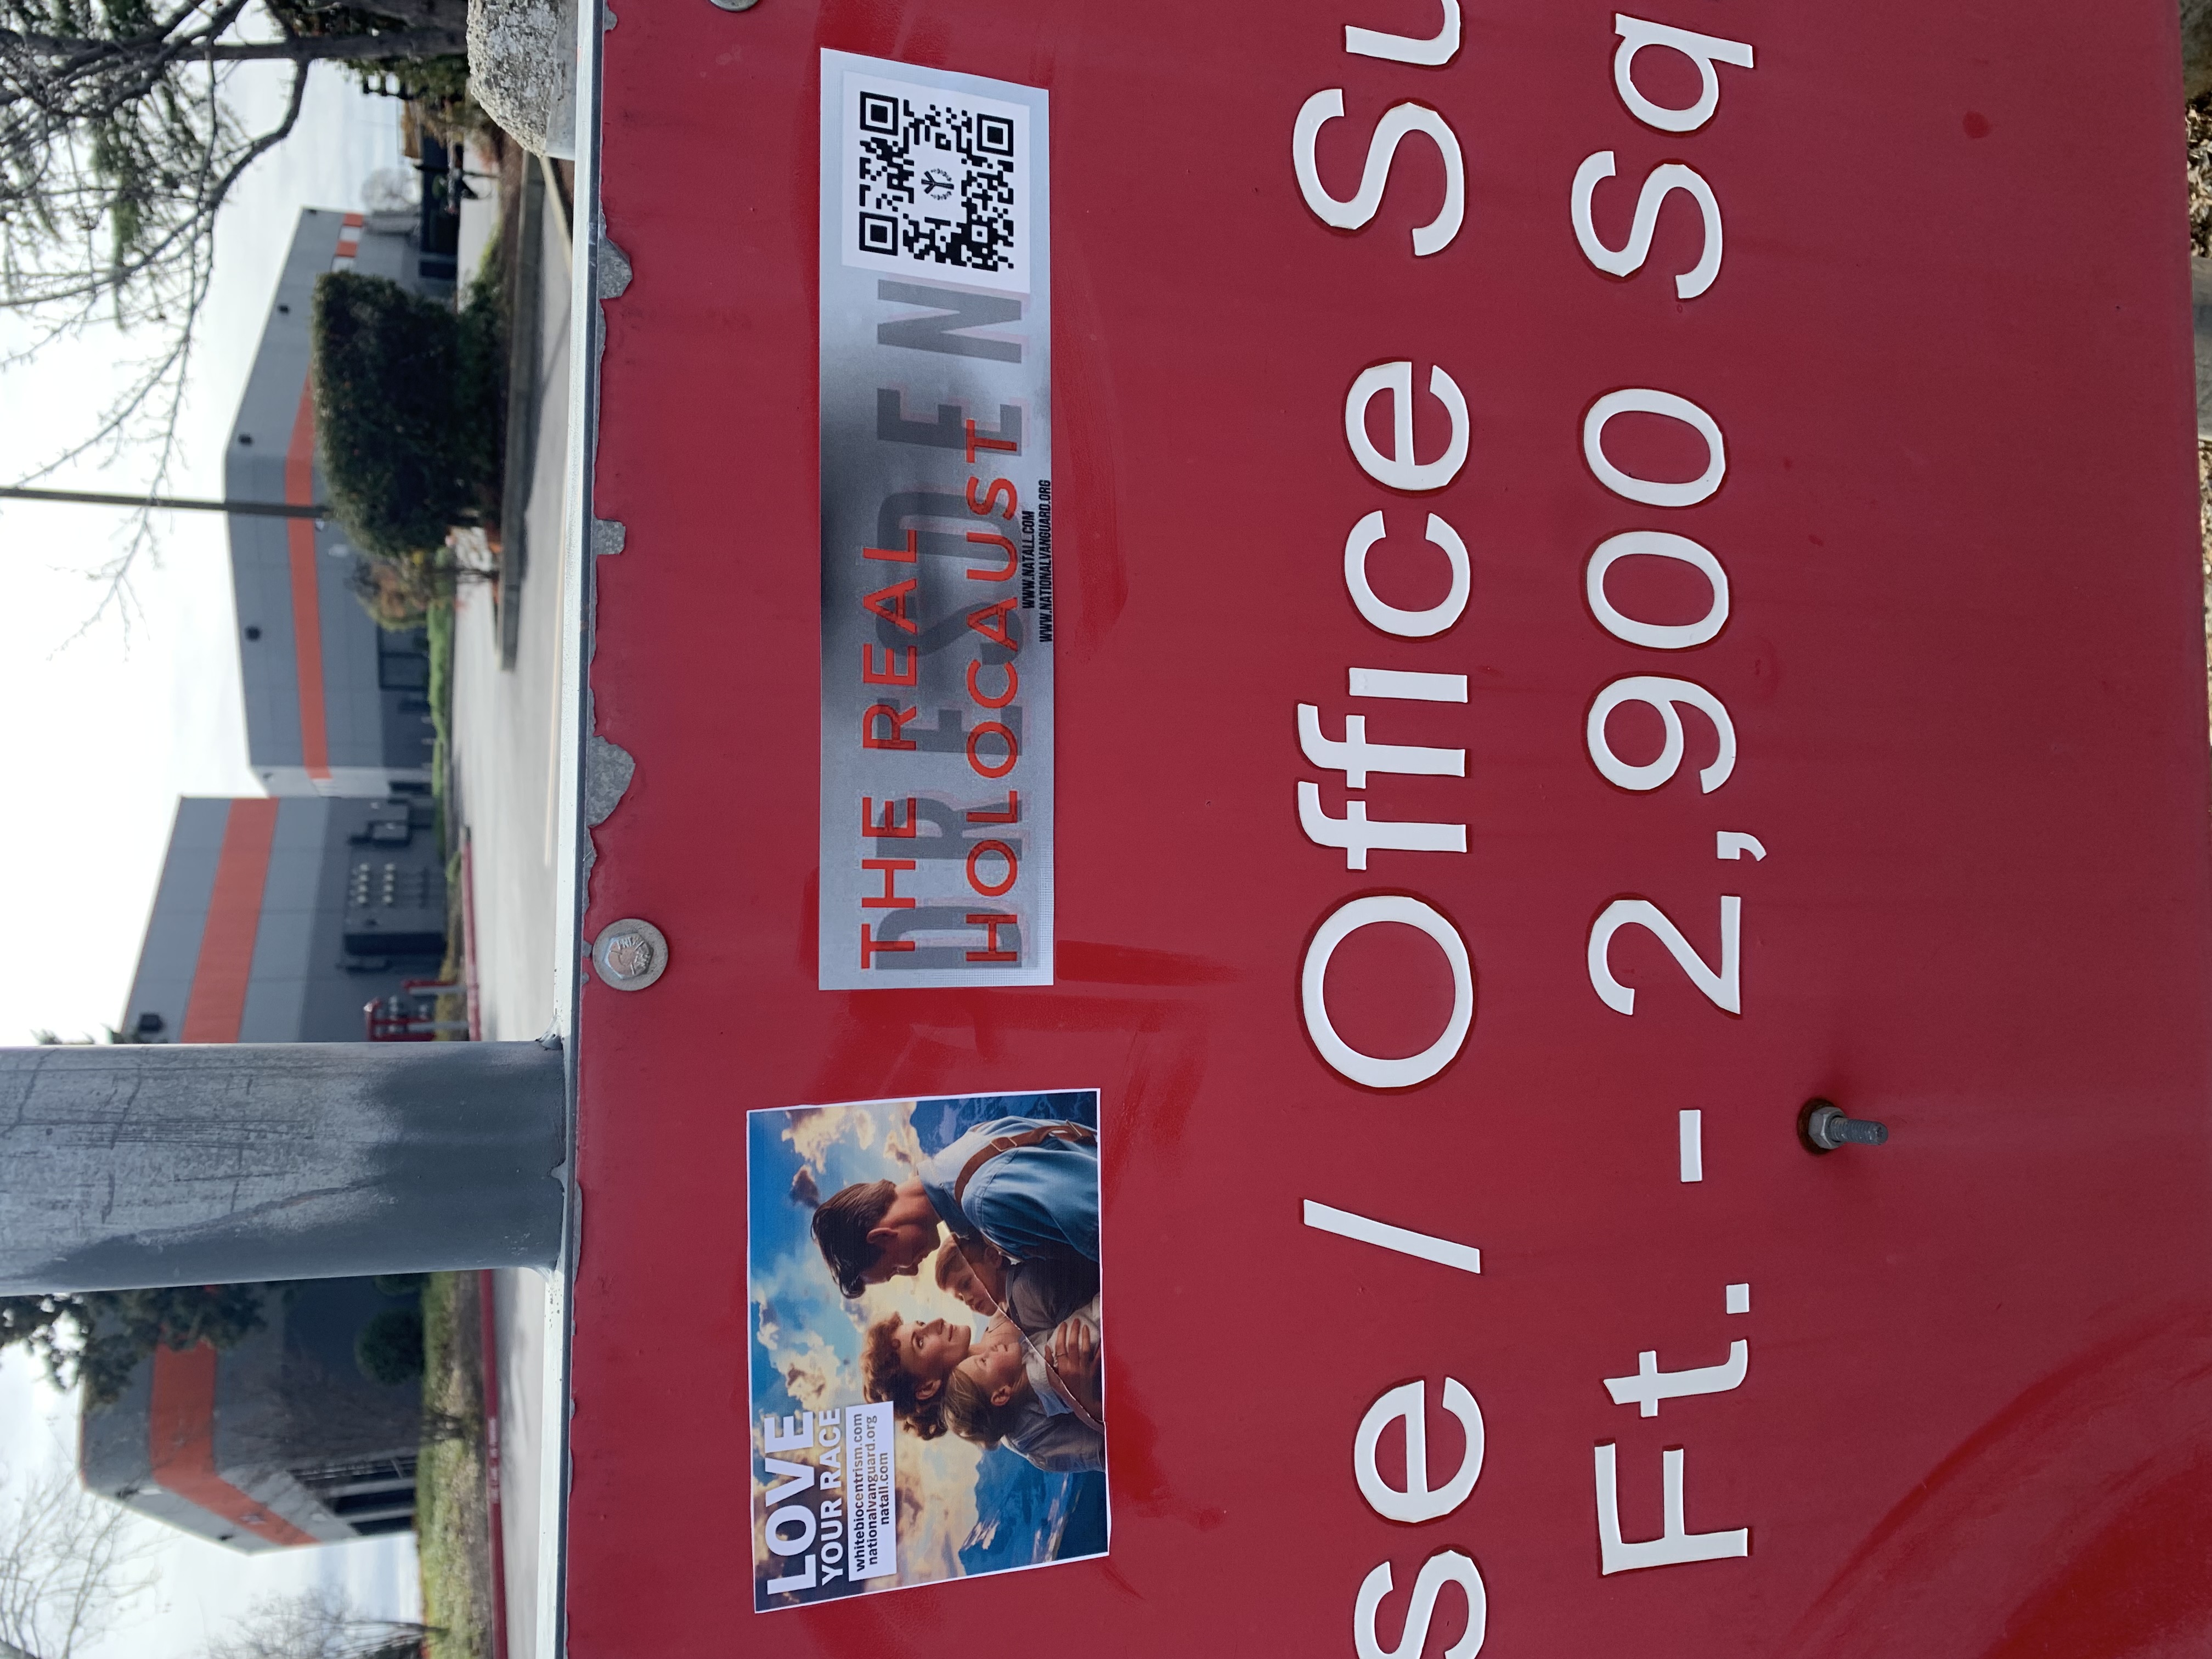 LOVE
YOUR RACE
whitebiocentrism.com
nationalvanguard.org
natall.com
DRESDEN
THE REAL
HOLOCAUST
WWW.NATALL.COM
WWW.NATIONALVANGUARD.ORG
se / Office Su
Ft. - 2,900 Sq